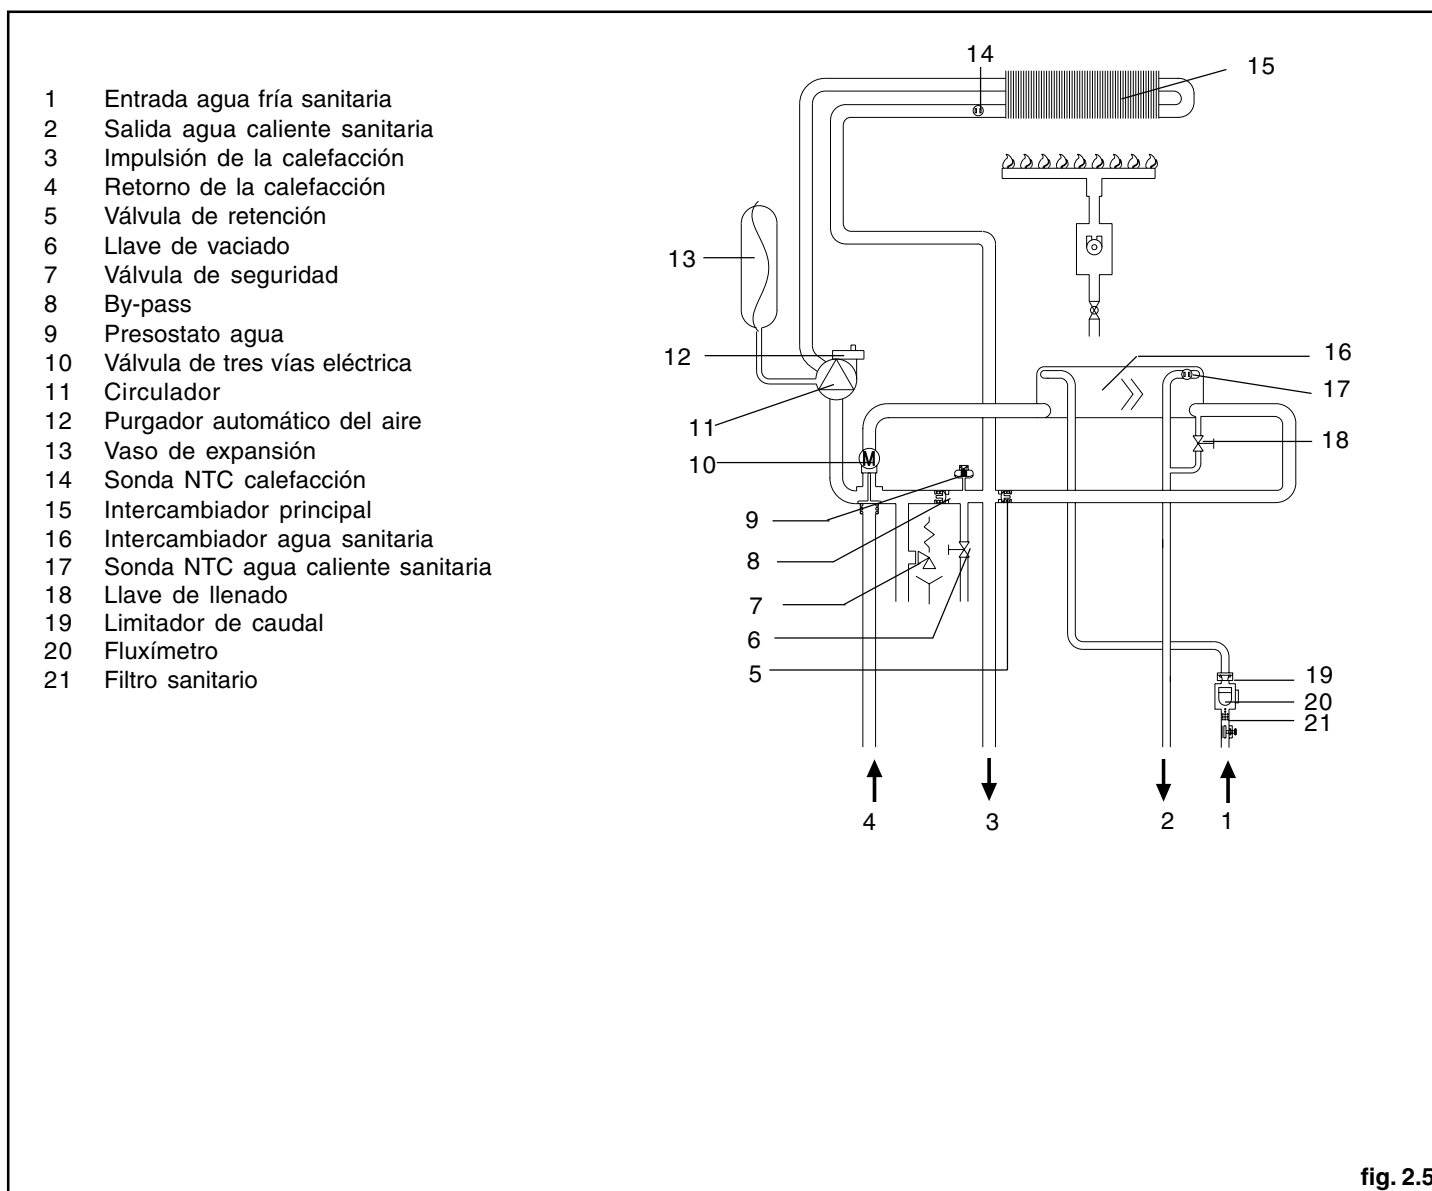 1 Entrada agua fría sanitaria
2 Salida agua caliente sanitaria
3 Impulsión de la calefacción
4 Retorno de la calefacción
5 Válvula de retención
6 Llave de vaciado
7 Válvula de seguridad
8 By-pass
9 Presostato agua
10 Válvula de tres vías eléctrica
11 Circulador
12 Purgador automático del aire
13 Vaso de expansión
14 Sonda NTC calefacción
15 Intercambiador principal
16 Intercambiador agua sanitaria
17 Sonda NTC agua caliente sanitaria
18 Llave de llenado
19 Limitador de caudal
20 Fluxímetro
21 Filtro sanitario
14
15
13
12
16
17
11
18
10
M
9
8
7
6
5
19
20
21
4
3
2
1
fig. 2.5